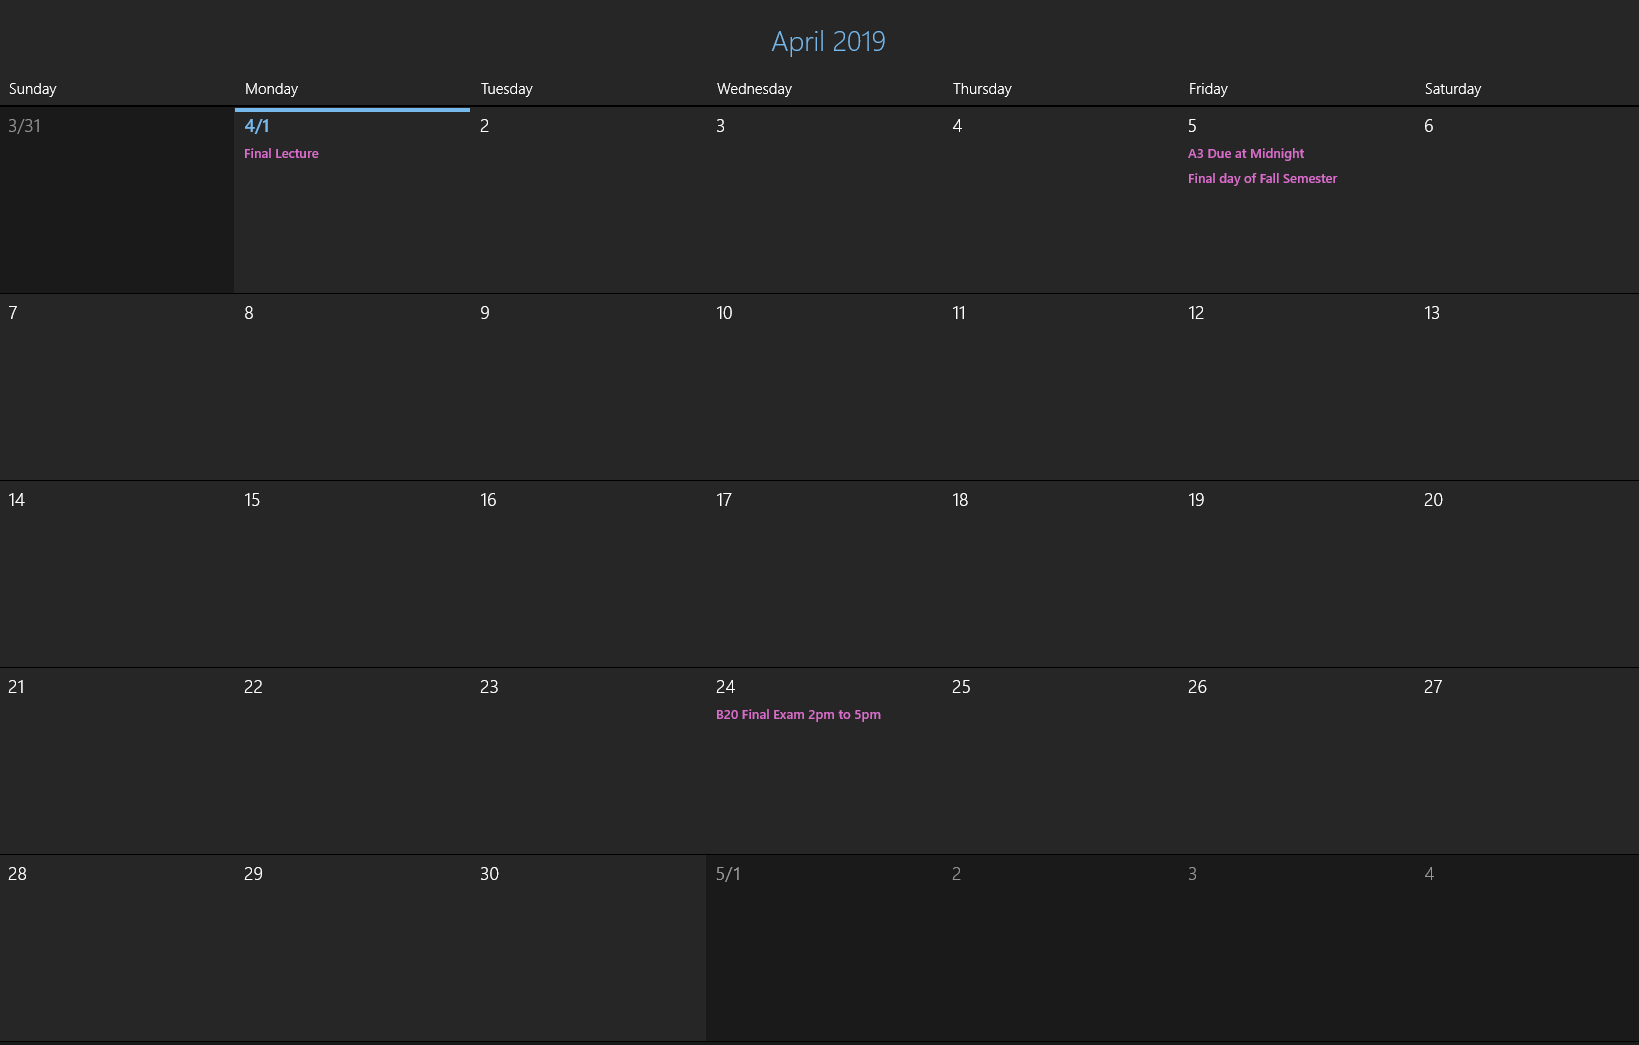 April 2019
Sunday Monday Tuesday Wednesday Thursday Friday Saturday
3/31 4/1 2 3 4 5 6
Final Lecture A3 Due at Midnight
Final day of Fall Semester
7 8 9 10 11 12 13
14 15 16 17 18 19 20
21 22 23 24 25 26 27
B20 Final Exam 2pm to 5pm
28 29 30 5/1 2 3 4